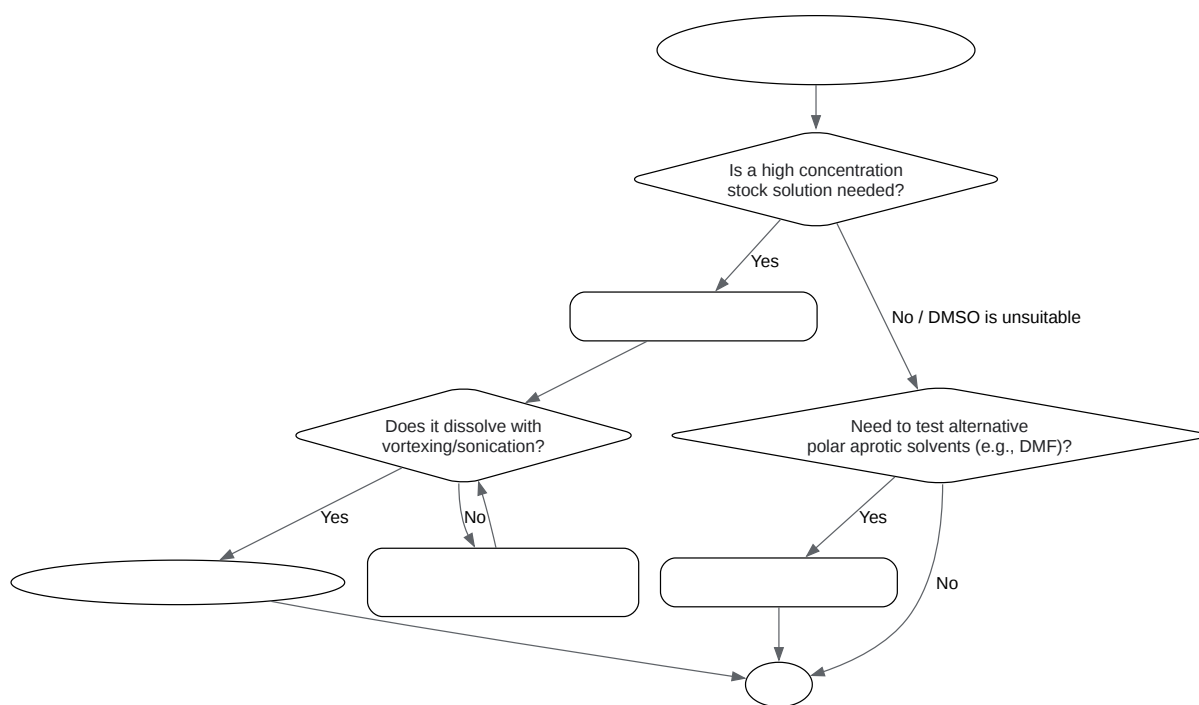 Is a high concentration
stock solution needed?
Yes
No / DMSO is unsuitable
Does it dissolve with
vortexing/sonication?
Need to test alternative
polar aprotic solvents (e.g., DMF)?
Yes
No
Yes
No